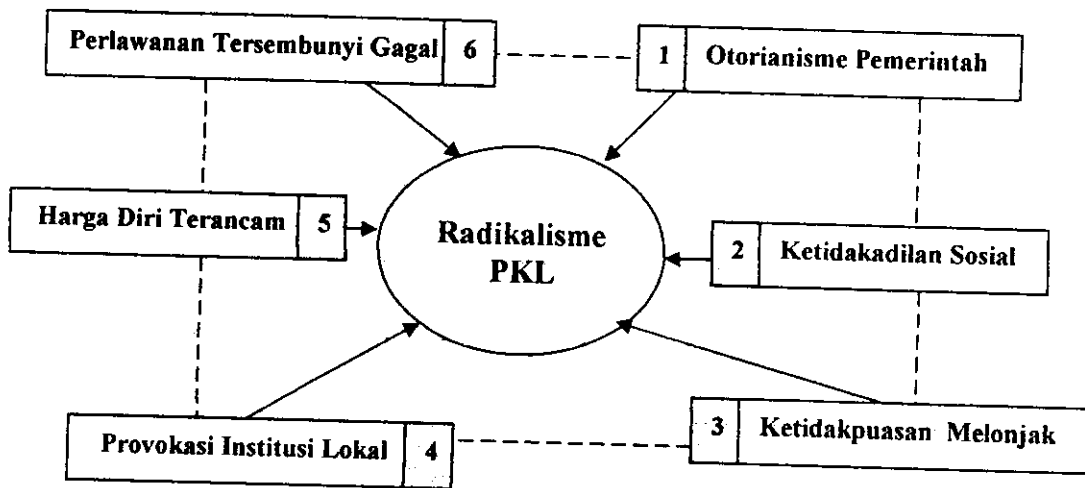 Perlawanan Tersembunyi Gagal 6
1 Otorianisme Pemerintah
Harga Diri Terancam 5
Radikalisme
PKL
2 Ketidakadilan Sosial
Provokasi Institusi Lokal 4
3 Ketidakpuasan Melonjak